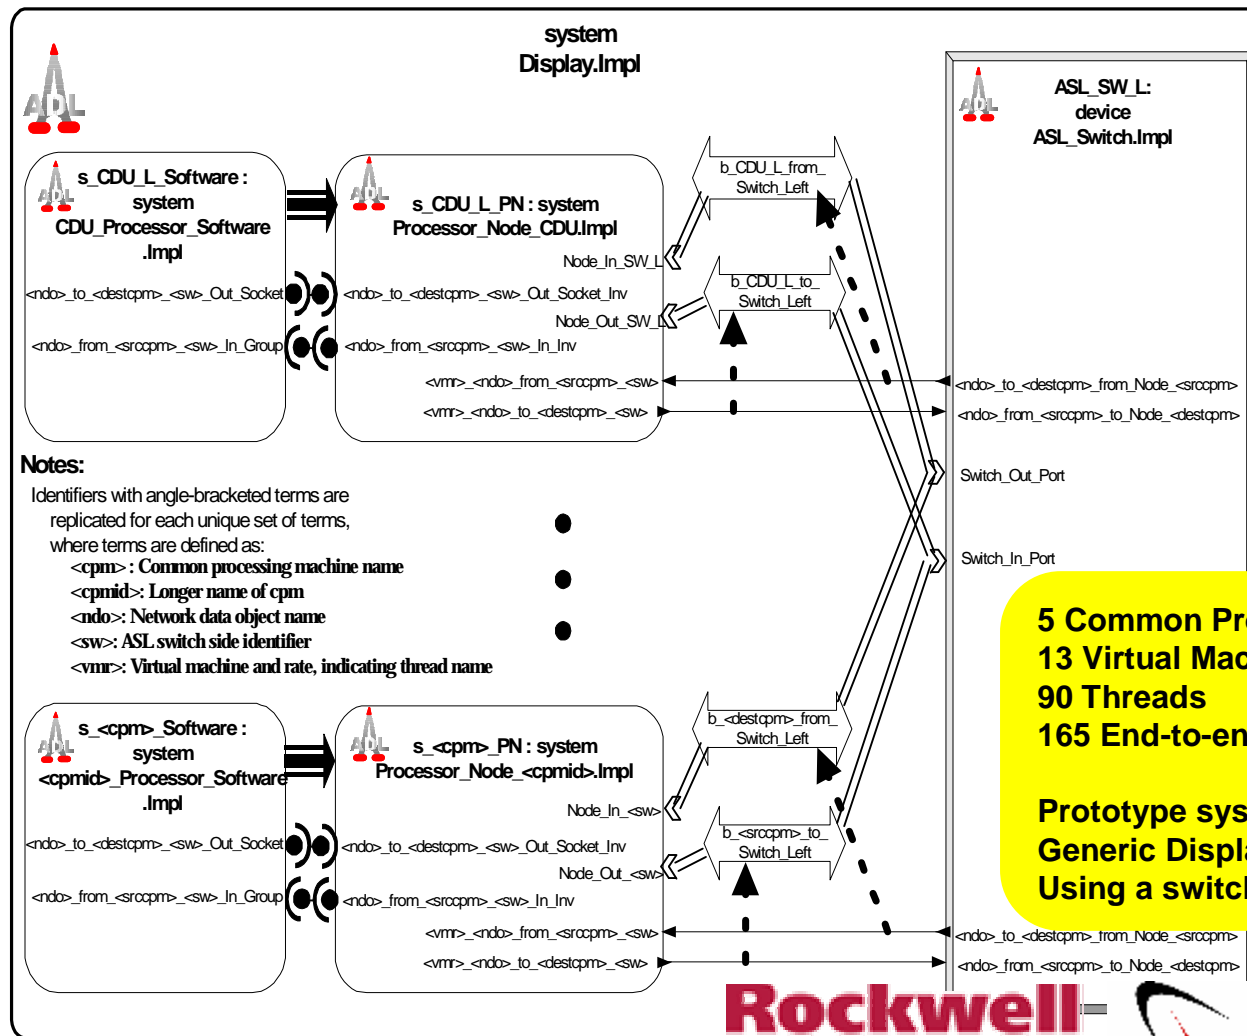 system
Display.Impl
ADL
ADL
s_CDU_L_Software :
system
CDU_Processor_Software
.Impl
<ndo>_to_<destcpm>_<sw>_Out_Socket
<ndo>_from_<srccpm>_<sw>_In_Group
ADL
s_CDU_L_PN : system
Processor_Node_CDU.Impl
Node_In_SW_L
<ndo>_to_<destcpm>_<sw>_Out_Socket_Inv
Node_Out_SW_L
<ndo>_from_<srccpm>_<sw>_In_Inv
<vmr>_<ndo>_from_<srccpm>_<sw>
<vmr>_<ndo>_to_<destcpm>_<sw>
b_CDU_L_from_
Switch_Left
b_CDU_L_to_
Switch_Left
ADL
ASL_SW_L:
device
ASL_Switch.Impl
<ndo>_to_<destcpm>_from_Node_<srccpm>
<ndo>_from_<srccpm>_to_Node_<destcpm>
Switch_Out_Port
Switch_In_Port
Notes:
Identifiers with angle-bracketed terms are
replicated for each unique set of terms,
where terms are defined as:
<cpm> : Common processing machine name
<cpmid>: Longer name of cpm
<ndo>: Network data object name
<sw>: ASL switch side identifier
<vmr>: Virtual machine and rate, indicating thread name
5 Common Pr
13 Virtual Mac
90 Threads
165 End-to-en
Prototype sys
Generic Displa
Using a switch
ADL
s_<cpm>_Software :
system
<cpmid>_Processor_Software
.Impl
<ndo>_to_<destcpm>_<sw>_Out_Socket
<ndo>_from_<srccpm>_<sw>_In_Group
ADL
s_<cpm>_PN : system
Processor_Node_<cpmid>.Impl
Node_In_<sw>
<ndo>_to_<destcpm>_<sw>_Out_Socket_Inv
Node_Out_<sw>
<ndo>_from_<srccpm>_<sw>_In_Inv
<vmr>_<ndo>_from_<srccpm>_<sw>
<vmr>_<ndo>_to_<destcpm>_<sw>
b_<destcpm>_from_
Switch_Left
b_<srccpm>_to_
Switch_Left
<ndo>_to_<destcpm>_from_Node_<srccpm>
<ndo>_from_<srccpm>_to_Node_<destcpm>
Rockwell